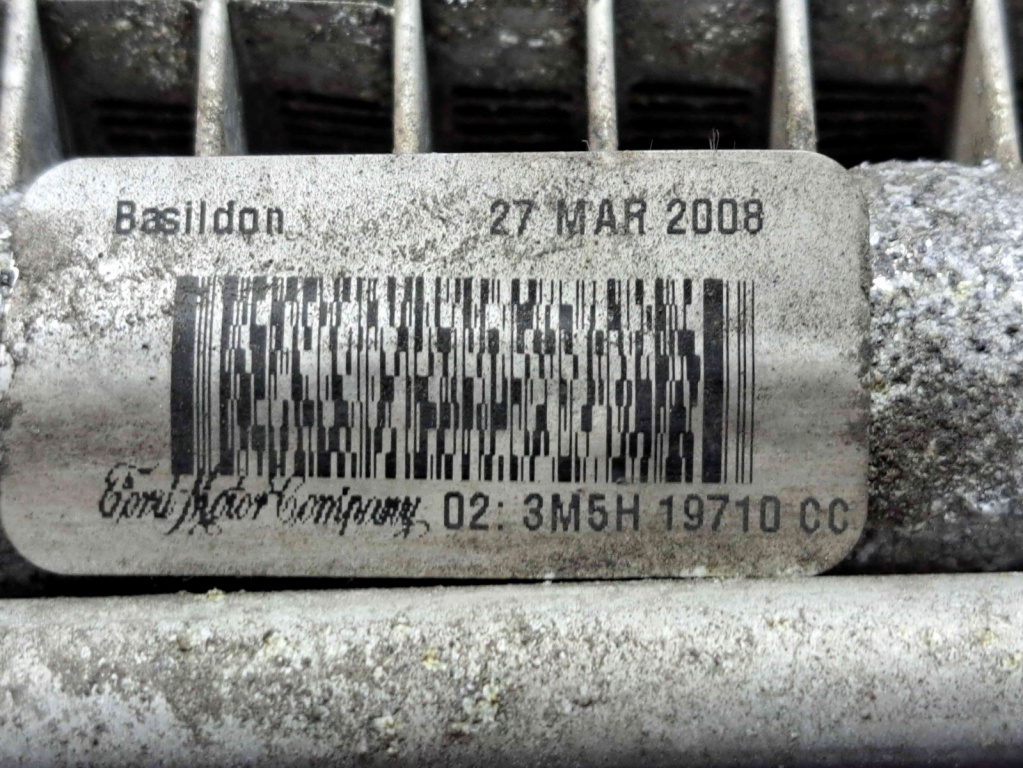 Basildon 27 MAR 2008
Ford Motor Company 02: 3M5H 19710 CC